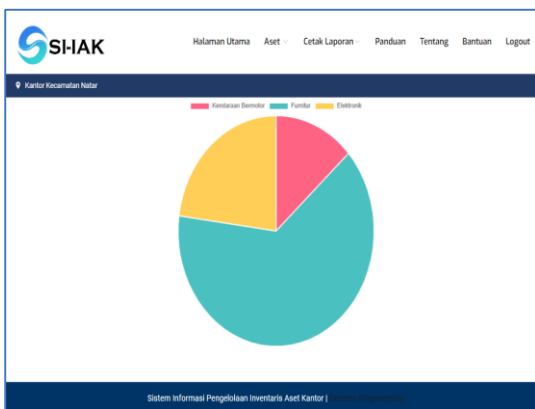 SI-IAK
Halaman Utama Aset Cetak Laporan Panduan Tentang Bantuan Logout
Kantor Kecamatan Natar
Kendaraan Bermotor Furnitur Elektronik
Sistem Informasi Pengelolaan Inventaris Aset Kantor |